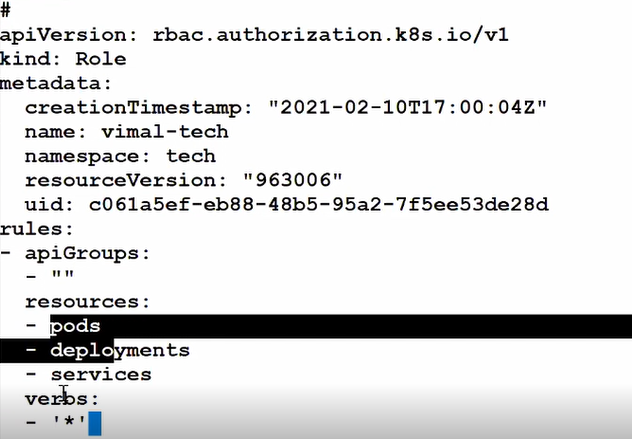 #
apiVersion: rbac.authorization.k8s.io/v1
kind: Role
metadata:
  creationTimestamp: "2021-02-10T17:00:04Z"
  name: vimal-tech
  namespace: tech
  resourceVersion: "963006"
  uid: c061a5ef-eb88-48b5-95a2-7f5ee53de28d
rules:
- apiGroups:
  - ""
  resources:
  - pods
  - deployments
  - services
  verbs:
  - '*'